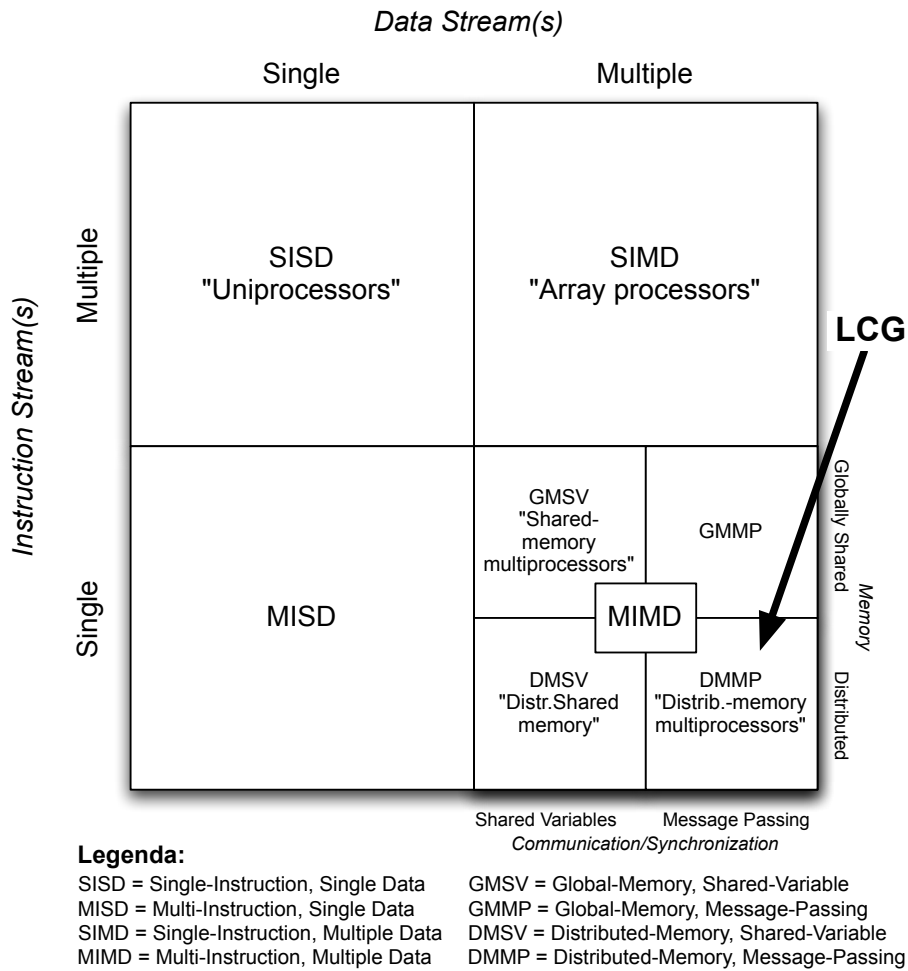 Data Stream(s)
Single
Multiple
Instruction Stream(s)
Multiple
SISD
"Uniprocessors"
SIMD
"Array processors"
LCG
Single
MISD
GMSV
"Shared-
memory
multiprocessors"
GMMP
MIMD
DMSV
"Distr.Shared
memory"
DMMP
"Distrib.-memory
multiprocessors"
Globally Shared
Memory
Distributed
Shared Variables
Message Passing
Communication/Synchronization
Legenda:
SISD = Single-Instruction, Single Data
MISD = Multi-Instruction, Single Data
SIMD = Single-Instruction, Multiple Data
MIMD = Multi-Instruction, Multiple Data
GMSV = Global-Memory, Shared-Variable
GMMP = Global-Memory, Message-Passing
DMSV = Distributed-Memory, Shared-Variable
DMMP = Distributed-Memory, Message-Passing